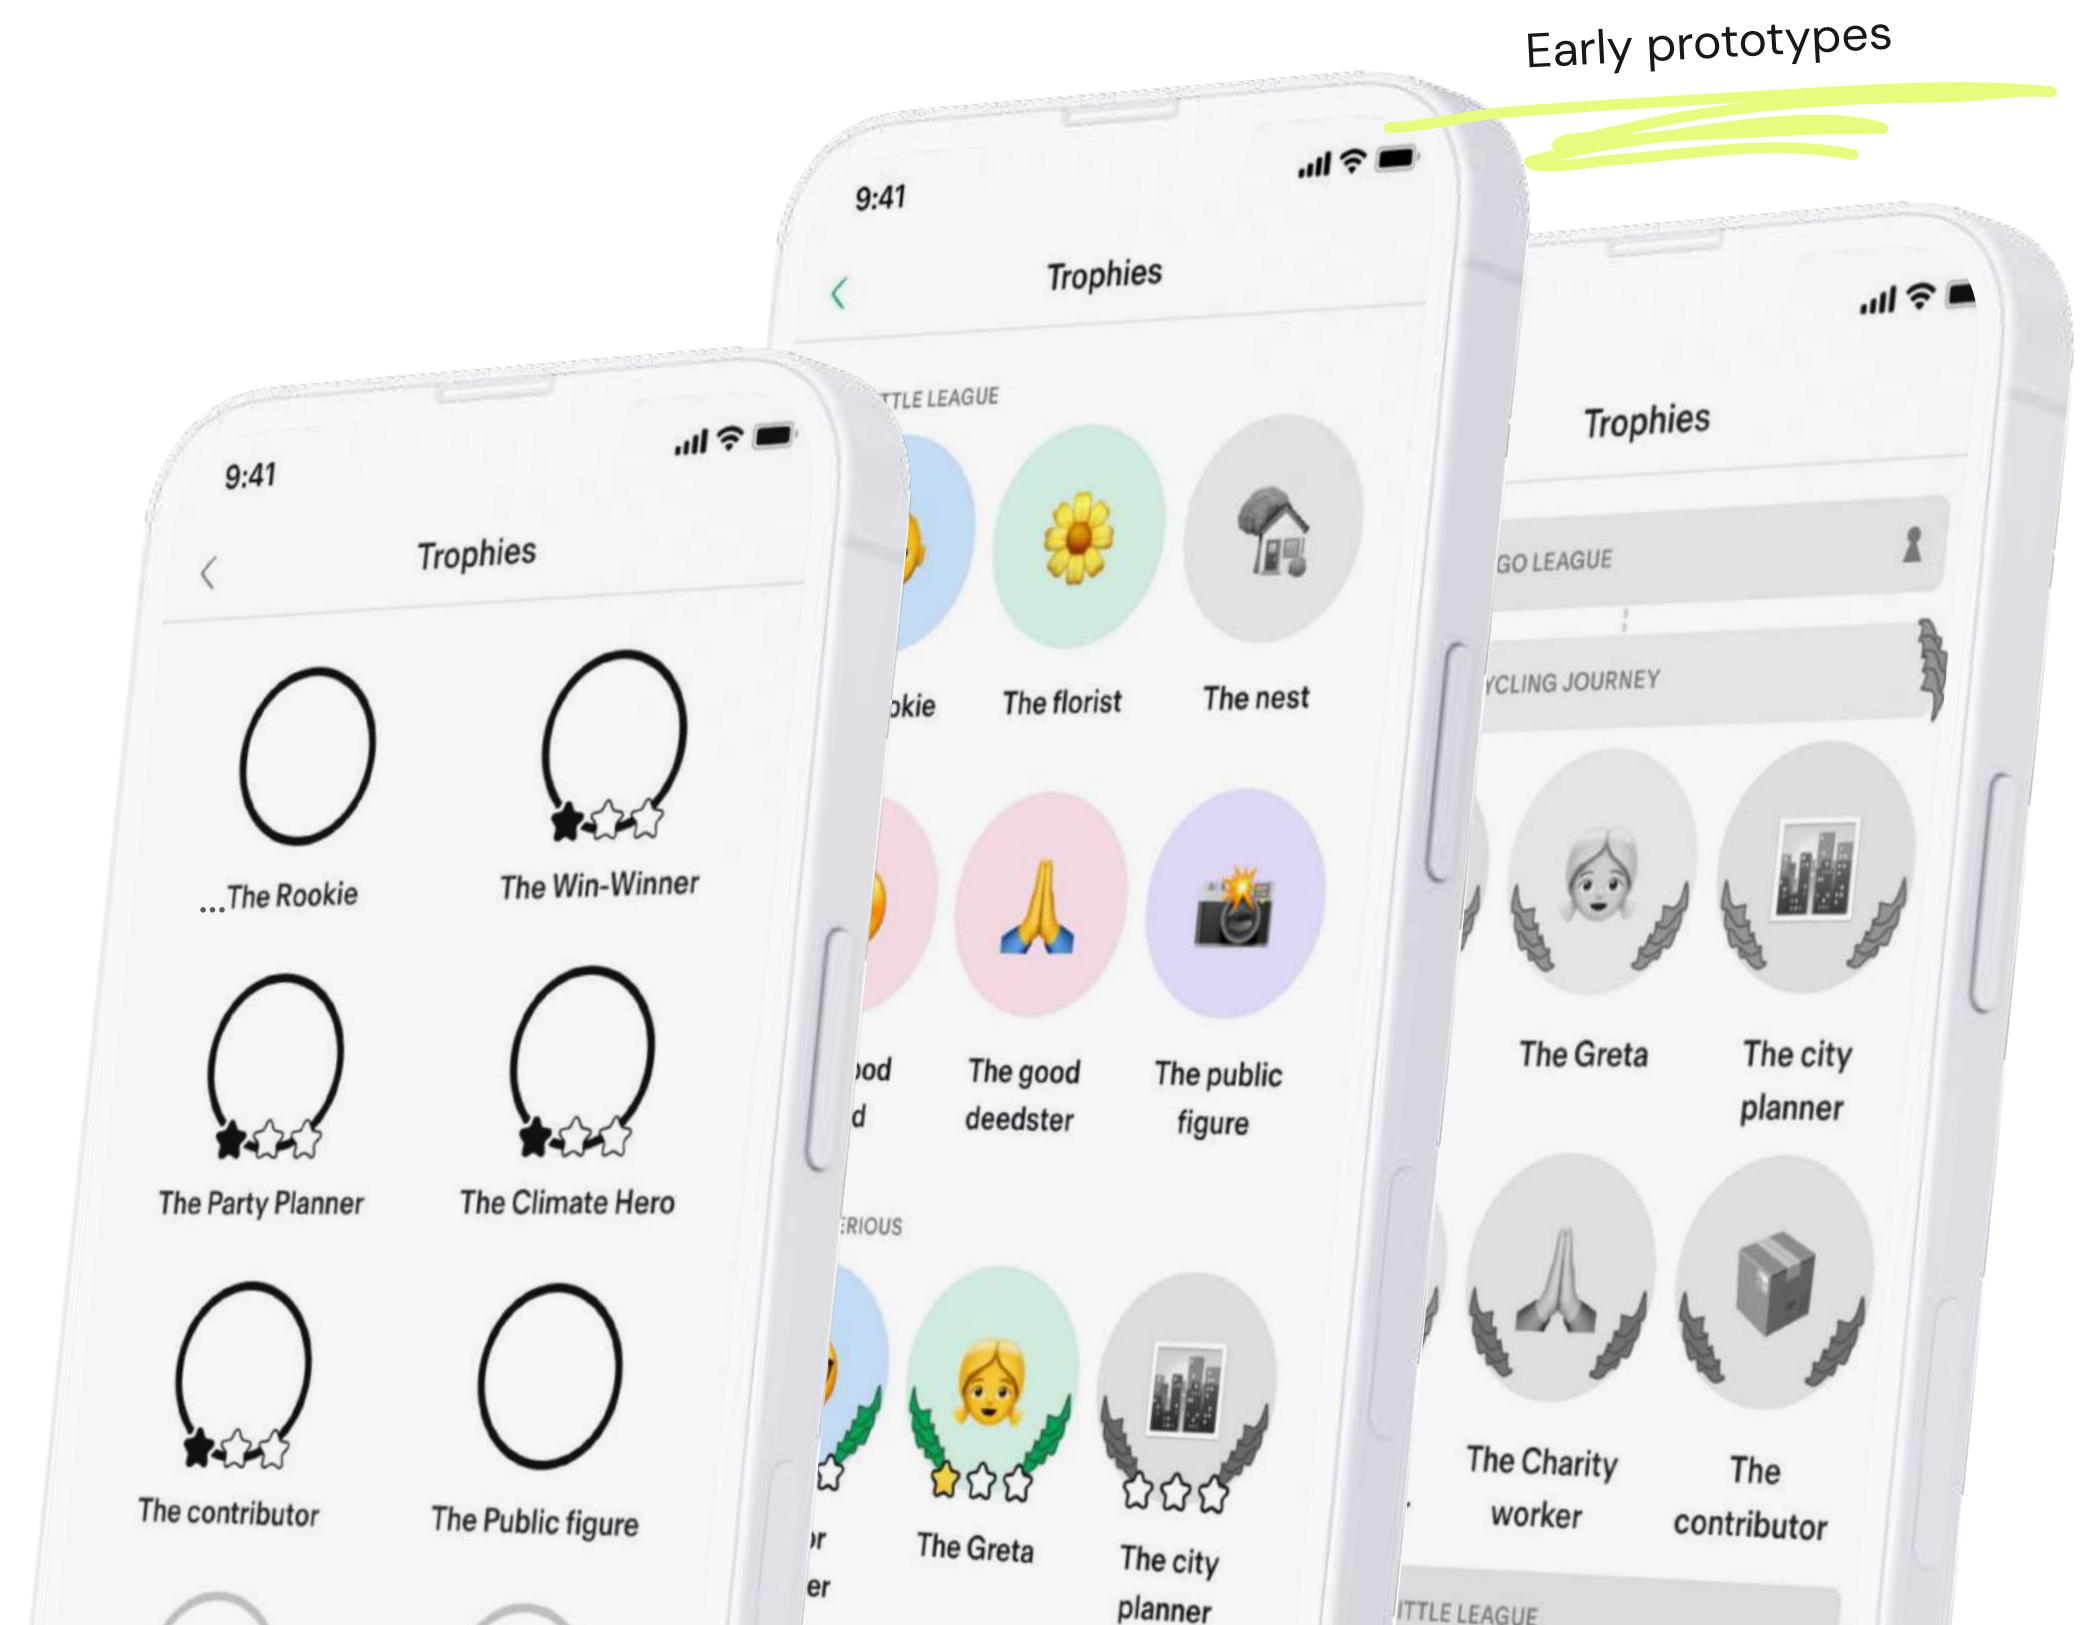 Early prototypes
9:41
Trophies
...The Rookie
The Win-Winner
The Party Planner
The Climate Hero
The contributor
The Public figure
9:41
Trophies
TTLE LEAGUE
okie
The florist
The nest
ood
d
The good
deedster
The public
figure
ERIOUS
or
er
The Greta
The city
planner
Trophies
GO LEAGUE
YCLING JOURNEY
The Greta
The city
planner
The Charity
worker
The
contributor
ITTLE LEAGUE